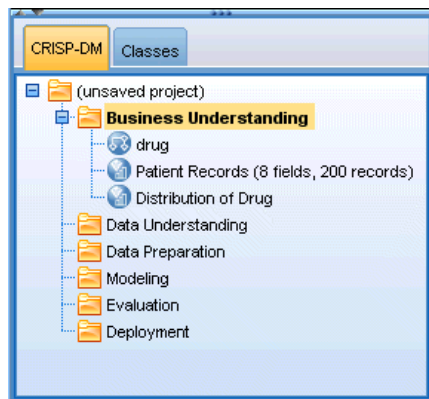 CRISP-DM Classes
(unsaved project)
Business Understanding
drug
Patient Records (8 fields, 200 records)
Distribution of Drug
Data Understanding
Data Preparation
Modeling
Evaluation
Deployment